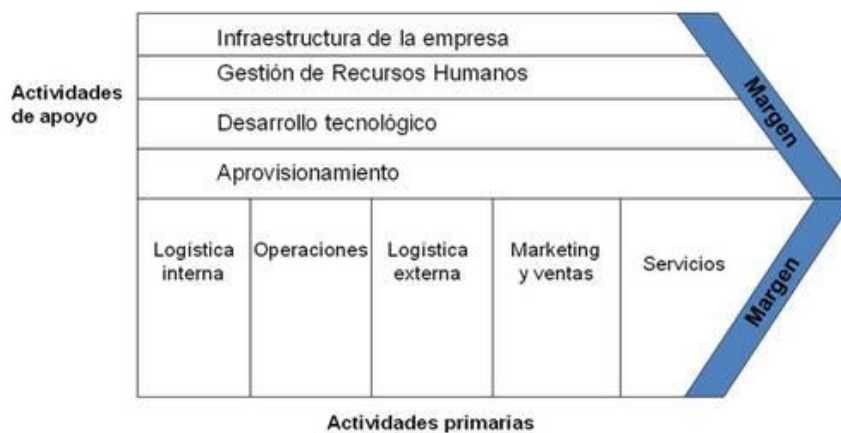 Infraestructura de la empresa
Gestión de Recursos Humanos
Actividades
de apoyo
Desarrollo tecnológico
Aprovisionamiento
Margen
Logística
interna
Operaciones
Logística
externa
Marketing
y ventas
Servicios
Margen
Actividades primarias